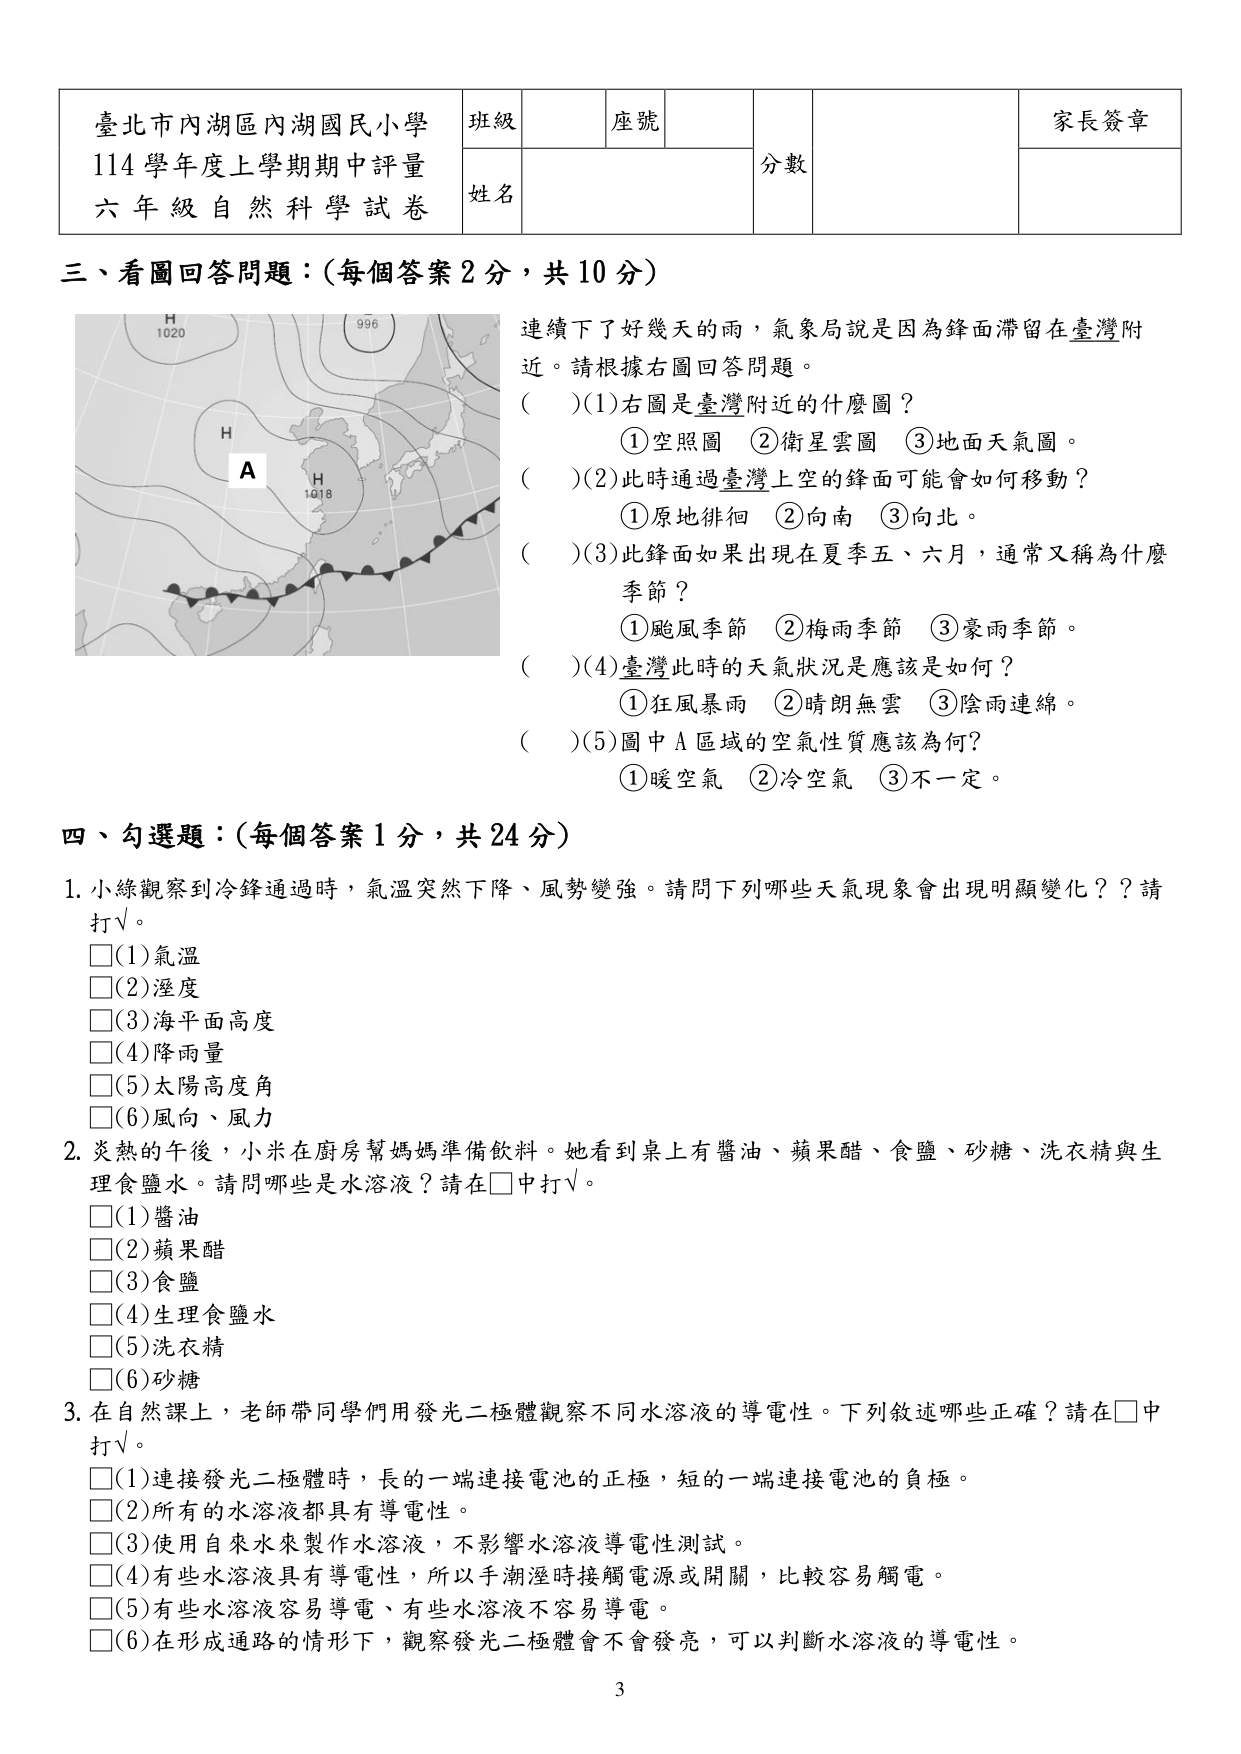 臺北市內湖區內湖國民小學
114 學年度上學期期中評量
六年級自然科學試卷
班級
座號
姓名
分數
家長簽章
三、看圖回答問題：(每個答案 2 分，共 10 分)
H
1020
996
H
A
H
1018
連續下了好幾天的雨，氣象局說是因為鋒面滯留在臺灣附
近。請根據右圖回答問題。
(　)(1)右圖是臺灣附近的什麼圖？
①空照圖　②衛星雲圖　③地面天氣圖。
(　)(2)此時通過臺灣上空的鋒面可能會如何移動？
①原地徘徊　②向南　③向北。
(　)(3)此鋒面如果出現在夏季五、六月，通常又稱為什麼
季節？
①颱風季節　②梅雨季節　③豪雨季節。
(　)(4)臺灣此時的天氣狀況是應該是如何？
①狂風暴雨　②晴朗無雲　③陰雨連綿。
(　)(5)圖中 A 區域的空氣性質應該為何?
①暖空氣　②冷空氣　③不一定。
四、勾選題：(每個答案 1 分，共 24 分)
1. 小綠觀察到冷鋒通過時，氣溫突然下降、風勢變強。請問下列哪些天氣現象會出現明顯變化？？請
打√。
□(1)氣溫
□(2)溼度
□(3)海平面高度
□(4)降雨量
□(5)太陽高度角
□(6)風向、風力
2. 炎熱的午後，小米在廚房幫媽媽準備飲料。她看到桌上有醬油、蘋果醋、食鹽、砂糖、洗衣精與生
理食鹽水。請問哪些是水溶液？請在□中打√。
□(1)醬油
□(2)蘋果醋
□(3)食鹽
□(4)生理食鹽水
□(5)洗衣精
□(6)砂糖
3. 在自然課上，老師帶同學們用發光二極體觀察不同水溶液的導電性。下列敘述哪些正確？請在□中
打√。
□(1)連接發光二極體時，長的一端連接電池的正極，短的一端連接電池的負極。
□(2)所有的水溶液都具有導電性。
□(3)使用自來水來製作水溶液，不影響水溶液導電性測試。
□(4)有些水溶液具有導電性，所以手潮溼時接觸電源或開關，比較容易觸電。
□(5)有些水溶液容易導電、有些水溶液不容易導電。
□(6)在形成通路的情形下，觀察發光二極體會不會發亮，可以判斷水溶液的導電性。
3